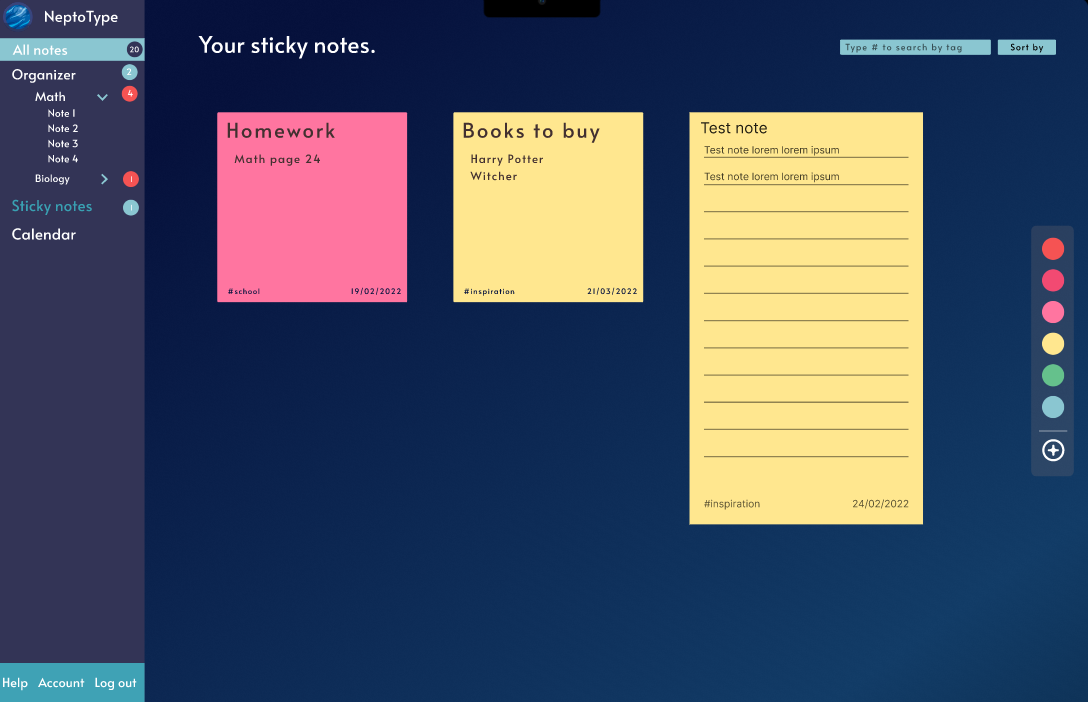 NeptoType
All notes 20
Organizer 2
Math 4
Note 1
Note 2
Note 3
Note 4
Biology 1
Sticky notes 1
Calendar
Help Account Log out
Your sticky notes.
Type # to search by tag Sort by
Homework
Math page 24
#school 19/02/2022
Books to buy
Harry Potter
Witcher
#inspiration 21/03/2022
Test note
Test note lorem lorem ipsum
Test note lorem lorem ipsum
#inspiration 24/02/2022